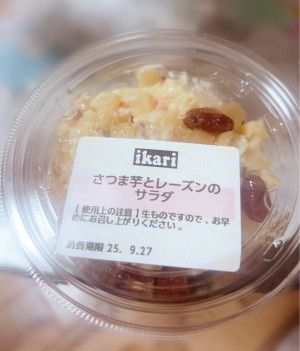 ikari
さつま芋とレーズンの
サラダ
[ 使用上の注意 ] 生ものですので、お早
めにお召し上がりください。
消費期限 25. 9.27